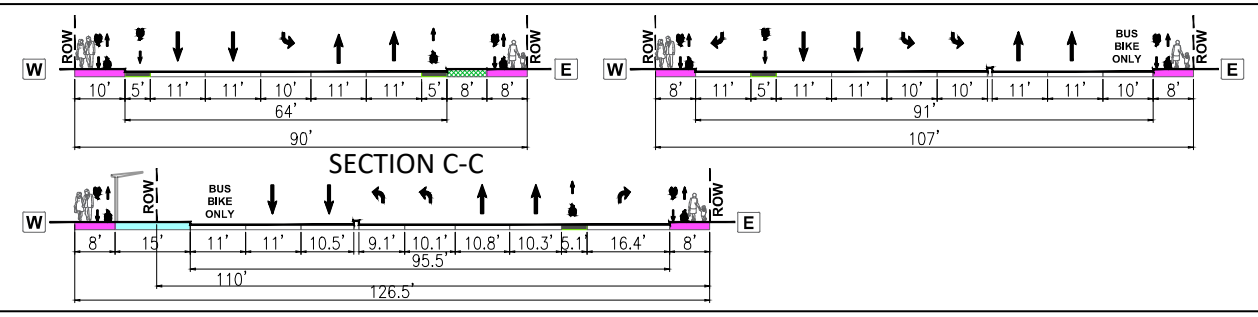 ROW
ROW
W
E
10' 5' 11' 11' 10' 11' 11' 5' 8' 8'
64'
90'
ROW
BUS
BIKE
ONLY
ROW
W
E
8' 11' 5' 11' 11' 10' 10' 11' 11' 10' 8'
91'
107'
SECTION C-C
ROW
BUS
BIKE
ONLY
ROW
W
E
8' 15' 11' 11' 10.5' 9.1' 10.1' 10.8' 10.3' 5.1' 16.4' 8'
95.5'
110'
126.5'